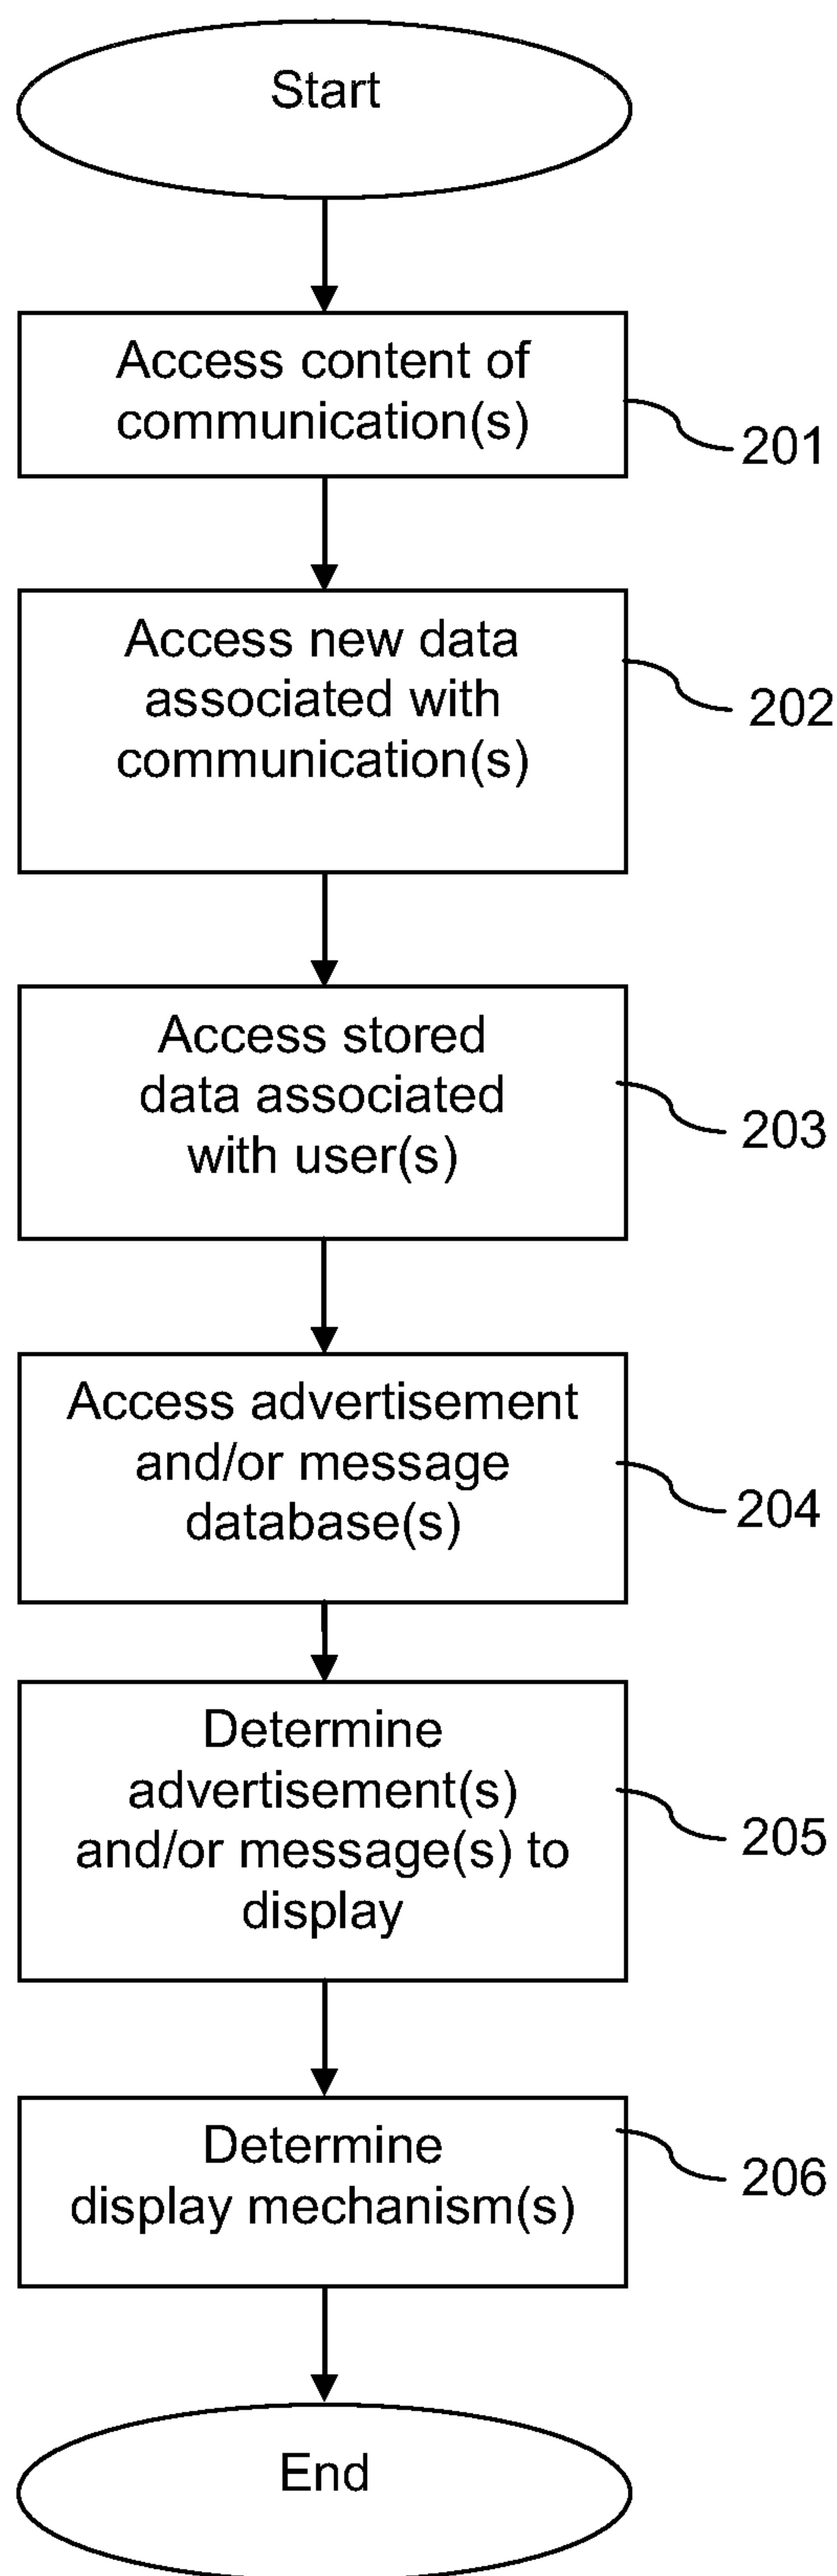 Start
Access content of
communication(s)
201
Access new data
associated with
communication(s)
202
Access stored
data associated
with user(s)
203
Access advertisement
and/or message
database(s)
204
Determine
advertisement(s)
and/or message(s) to
display
205
Determine
display mechanism(s)
206
End